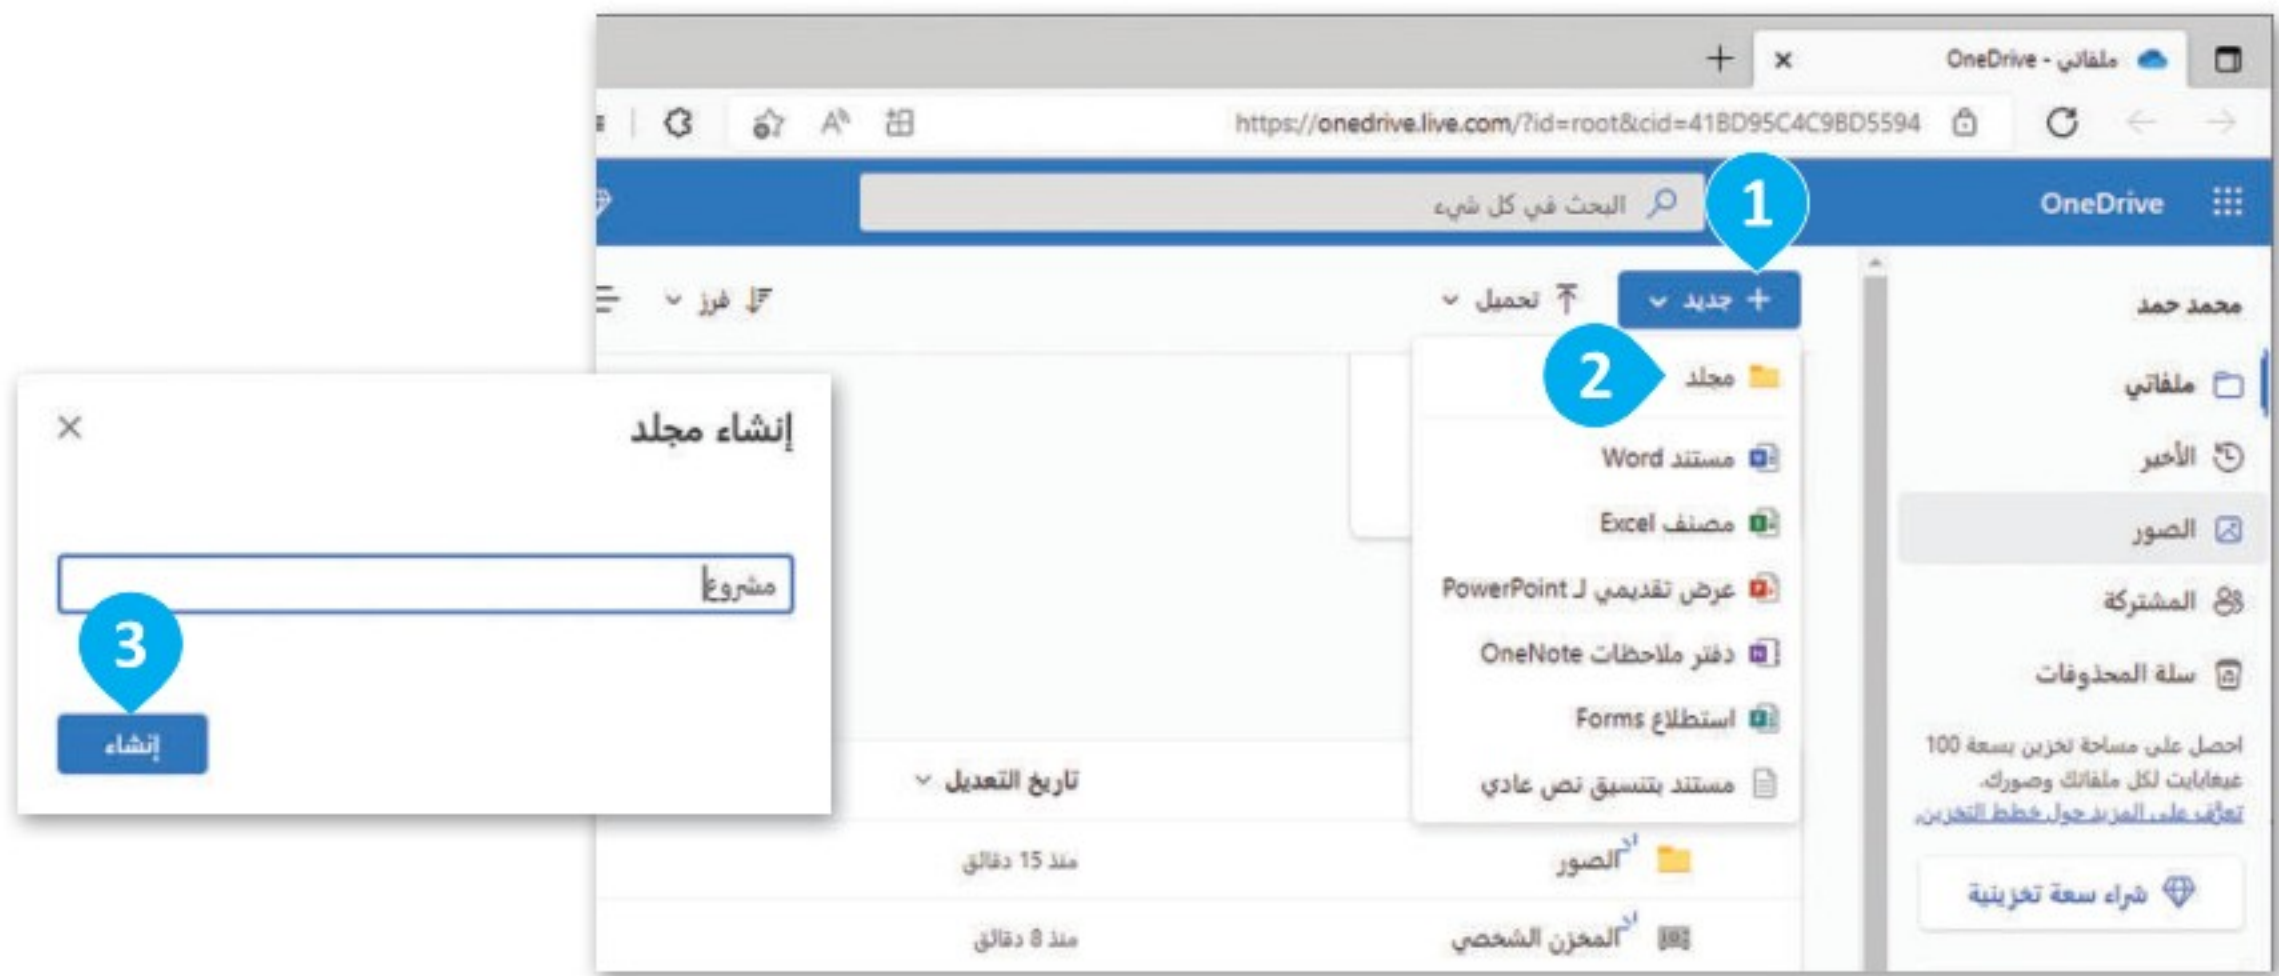 ملفاتي - OneDrive
https://onedrive.live.com/?id=root&cid=41BD95C4C9BD5594
OneDrive
البحث في كل شيء
1
محمد حمد
ملفاتي
الأخير
الصور
المشتركة
سلة المحذوفات
احصل على مساحة تخزين بسعة 100
غيغابايت لكل ملفاتك وصورك.
تعرّف على المزيد حول خطط التخزين.
شراء سعة تخزينية
+ جديد
تحميل
فرز
2
مجلد
مستند Word
مصنف Excel
عرض تقديمي لـ PowerPoint
دفتر ملاحظات OneNote
استطلاع Forms
مستند بتنسيق نص عادي
تاريخ التعديل
الصور
منذ 15 دقائق
المخزن الشخصي
منذ 8 دقائق
إنشاء مجلد
مشروع
3
إنشاء